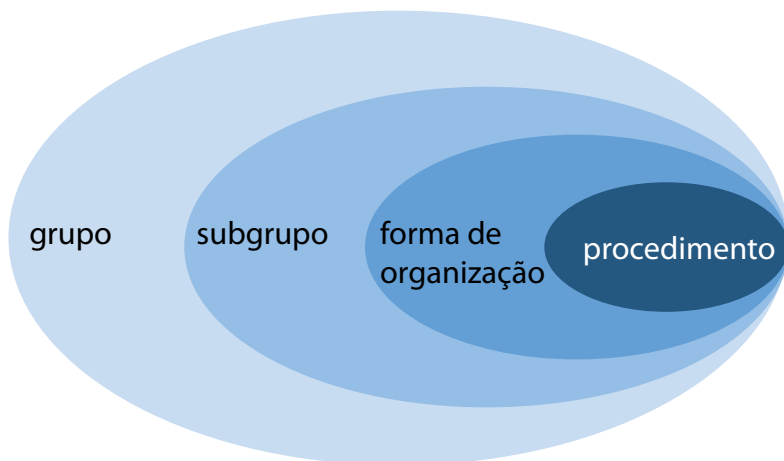 grupo
subgrupo
forma de
organização
procedimento